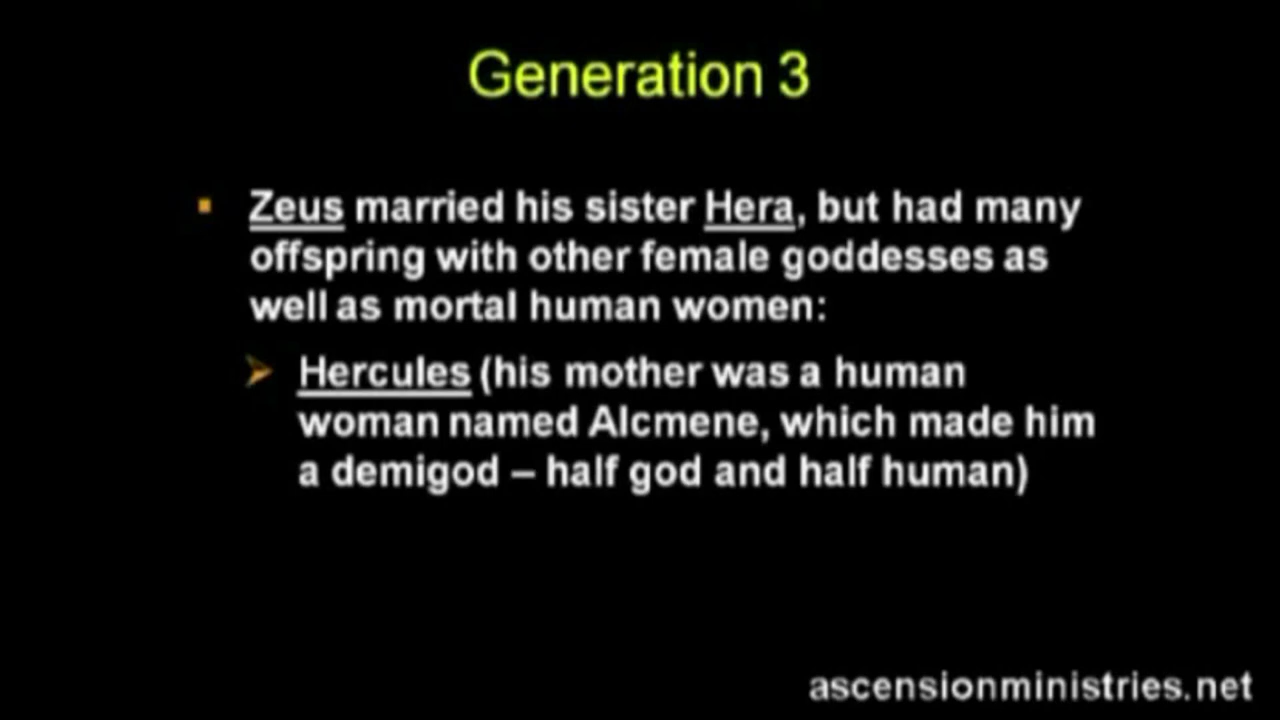 Generation 3
Zeus married his sister Hera, but had many
offspring with other female goddesses as
well as mortal human women:
Hercules (his mother was a human
woman named Alcmene, which made him
a demigod – half god and half human)
ascensionministries.net